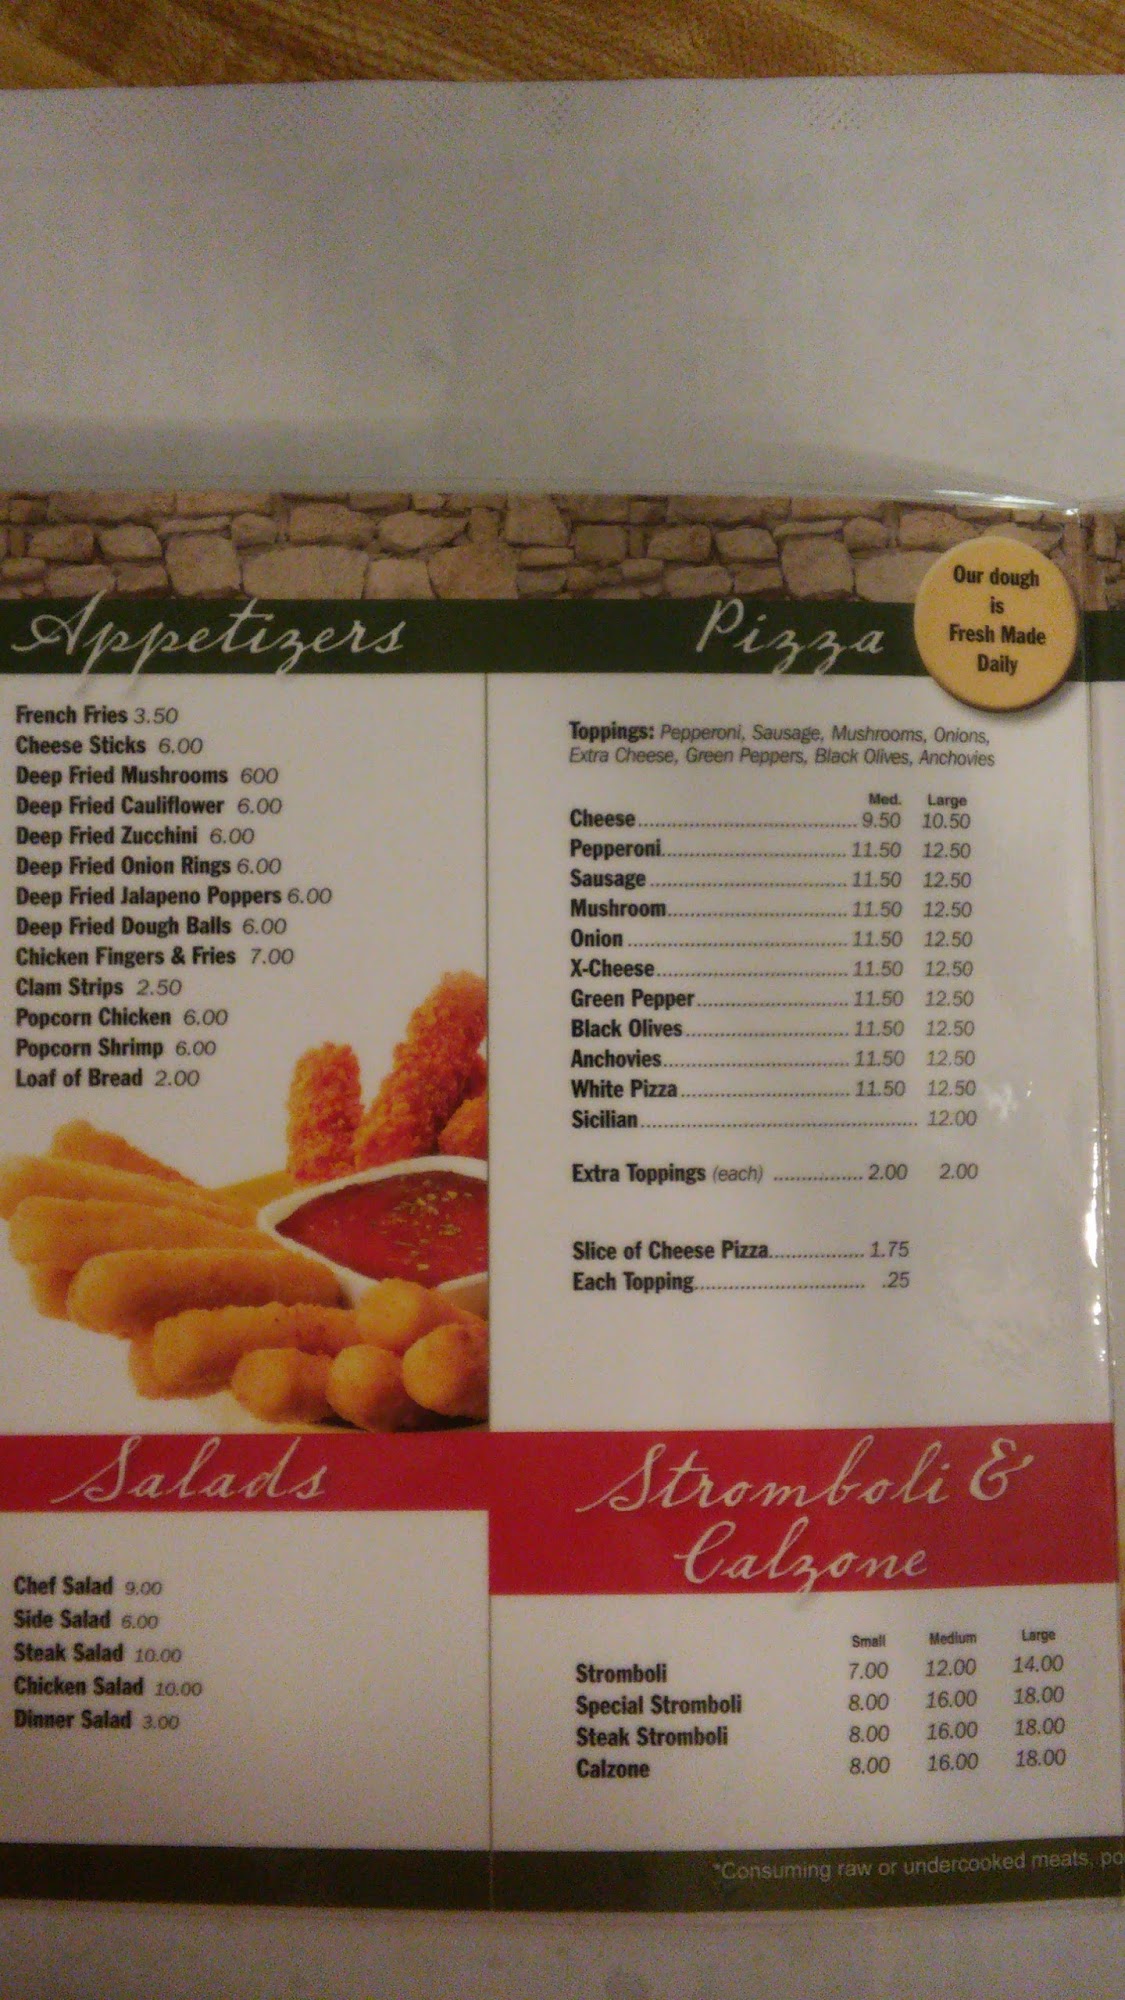 Our dough
is
Fresh Made
Daily
Appetizers
French Fries 3.50
Cheese Sticks 6.00
Deep Fried Mushrooms 600
Deep Fried Cauliflower 6.00
Deep Fried Zucchini 6.00
Deep Fried Onion Rings 6.00
Deep Fried Jalapeno Poppers 6.00
Deep Fried Dough Balls 6.00
Chicken Fingers & Fries 7.00
Clam Strips 2.50
Popcorn Chicken 6.00
Popcorn Shrimp 6.00
Loaf of Bread 2.00
Pizza
Toppings: Pepperoni, Sausage, Mushrooms, Onions,
Extra Cheese, Green Peppers, Black Olives, Anchovies
Med. Large
Cheese 9.50 10.50
Pepperoni 11.50 12.50
Sausage 11.50 12.50
Mushroom 11.50 12.50
Onion 11.50 12.50
X-Cheese 11.50 12.50
Green Pepper 11.50 12.50
Black Olives 11.50 12.50
Anchovies 11.50 12.50
White Pizza 11.50 12.50
Sicilian 12.00
Extra Toppings (each) 2.00 2.00
Slice of Cheese Pizza 1.75
Each Topping .25
Salads
Chef Salad 9.00
Side Salad 6.00
Steak Salad 10.00
Chicken Salad 10.00
Dinner Salad 3.00
Stromboli &
Calzone
Small Medium Large
Stromboli 7.00 12.00 14.00
Special Stromboli 8.00 16.00 18.00
Steak Stromboli 8.00 16.00 18.00
Calzone 8.00 16.00 18.00
*Consuming raw or undercooked meats, po